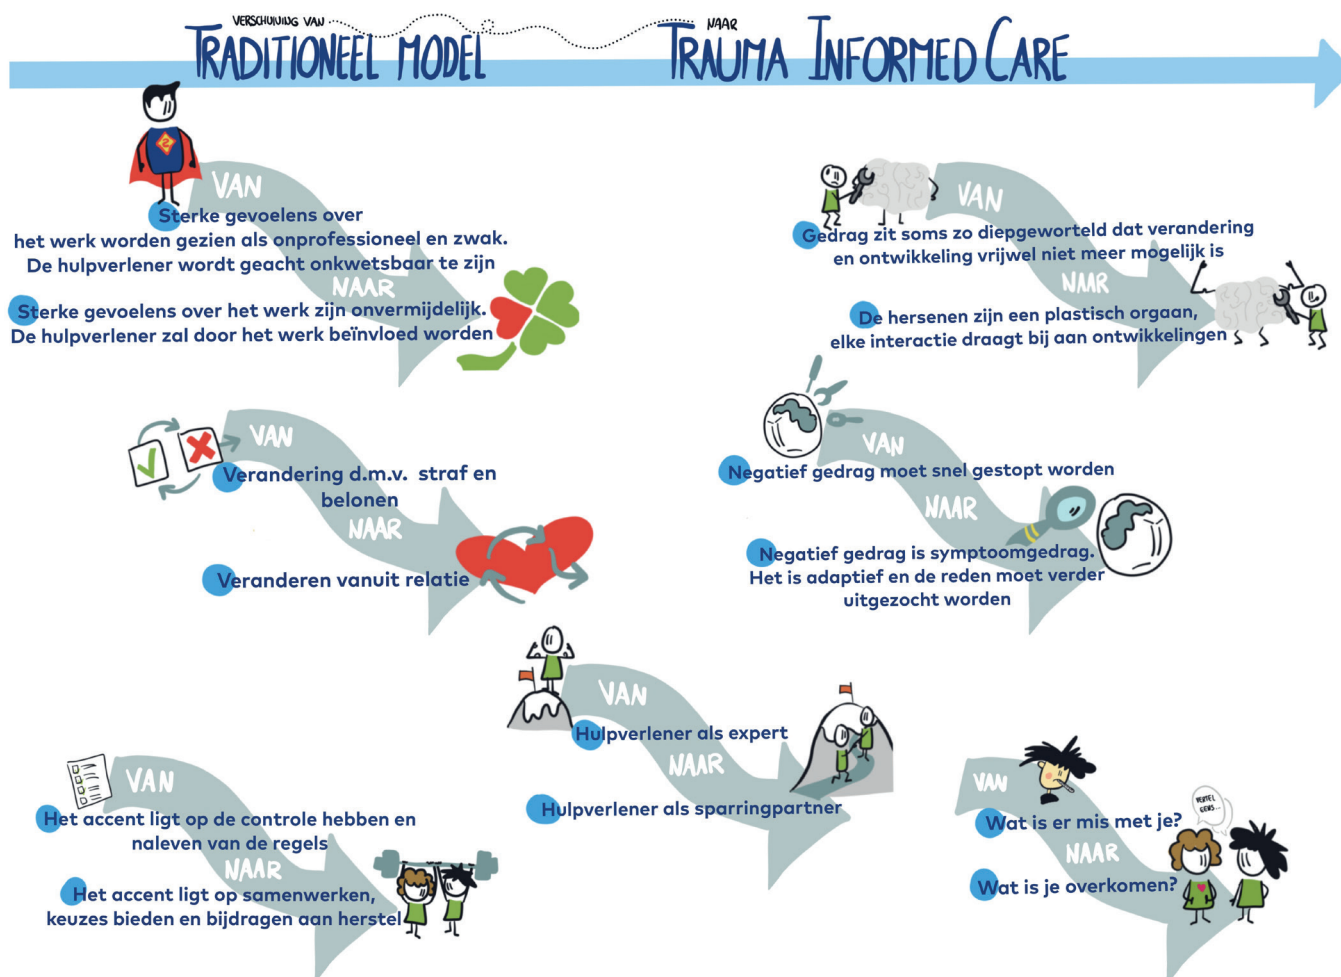 VERSCHUIVING VAN
TRADITIONEEL MODEL
NAAR
TRAUMA INFORMED CARE
VAN
Sterke gevoelens over
het werk worden gezien als onprofessioneel en zwak.
De hulpverlener wordt geacht onkwetsbaar te zijn
NAAR
Sterke gevoelens over het werk zijn onvermijdelijk.
De hulpverlener zal door het werk beïnvloed worden
VAN
Gedrag zit soms zo diepgeworteld dat verandering
en ontwikkeling vrijwel niet meer mogelijk is
NAAR
De hersenen zijn een plastisch orgaan,
elke interactie draagt bij aan ontwikkelingen
VAN
Verandering d.m.v. straf en
belonen
NAAR
Veranderen vanuit relatie
VAN
Negatief gedrag moet snel gestopt worden
NAAR
Negatief gedrag is symptoomgedrag.
Het is adaptief en de reden moet verder
uitgezocht worden
VAN
Hulpverlener als expert
NAAR
Hulpverlener als sparringpartner
VAN
Het accent ligt op de controle hebben en
naleven van de regels
NAAR
Het accent ligt op samenwerken,
keuzes bieden en bijdragen aan herstel
VAN
Wat is er mis met je?
NAAR
Wat is je overkomen?
VERTEL
EENS...